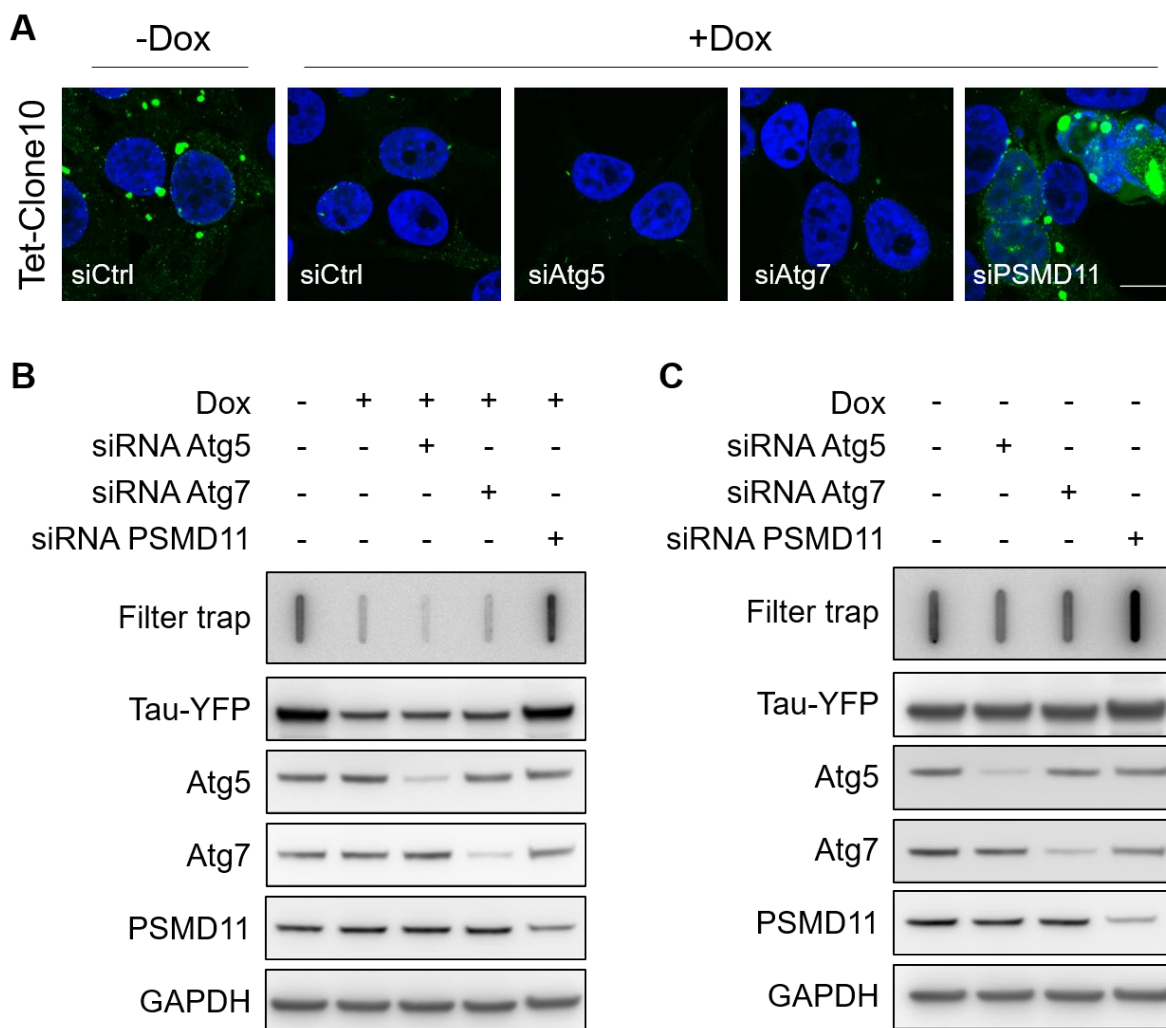 A
-Dox
+Dox
Tet-Clone10
siCtrl
siCtrl
siAtg5
siAtg7
siPSMD11
B
Dox - + + + +
siRNA Atg5 - - + - -
siRNA Atg7 - - - + -
siRNA PSMD11 - - - - +
Filter trap
Tau-YFP
Atg5
Atg7
PSMD11
GAPDH
C
Dox - - - -
siRNA Atg5 - + - -
siRNA Atg7 - - + -
siRNA PSMD11 - - - +
Filter trap
Tau-YFP
Atg5
Atg7
PSMD11
GAPDH